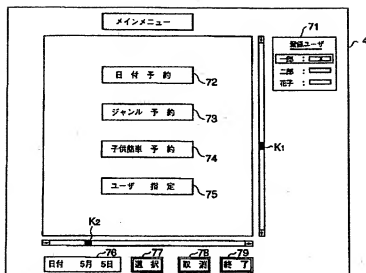 メインメニュー
71
登録ユーザ
一郎 :
二郎 :
花子 :
4
日付予約
72
ジャンル 予約
73
子供簡単 予約
74
ユーザ 指定
75
K1
K2
76
77
78
79
日付 5月 5日
選択
取消
終了